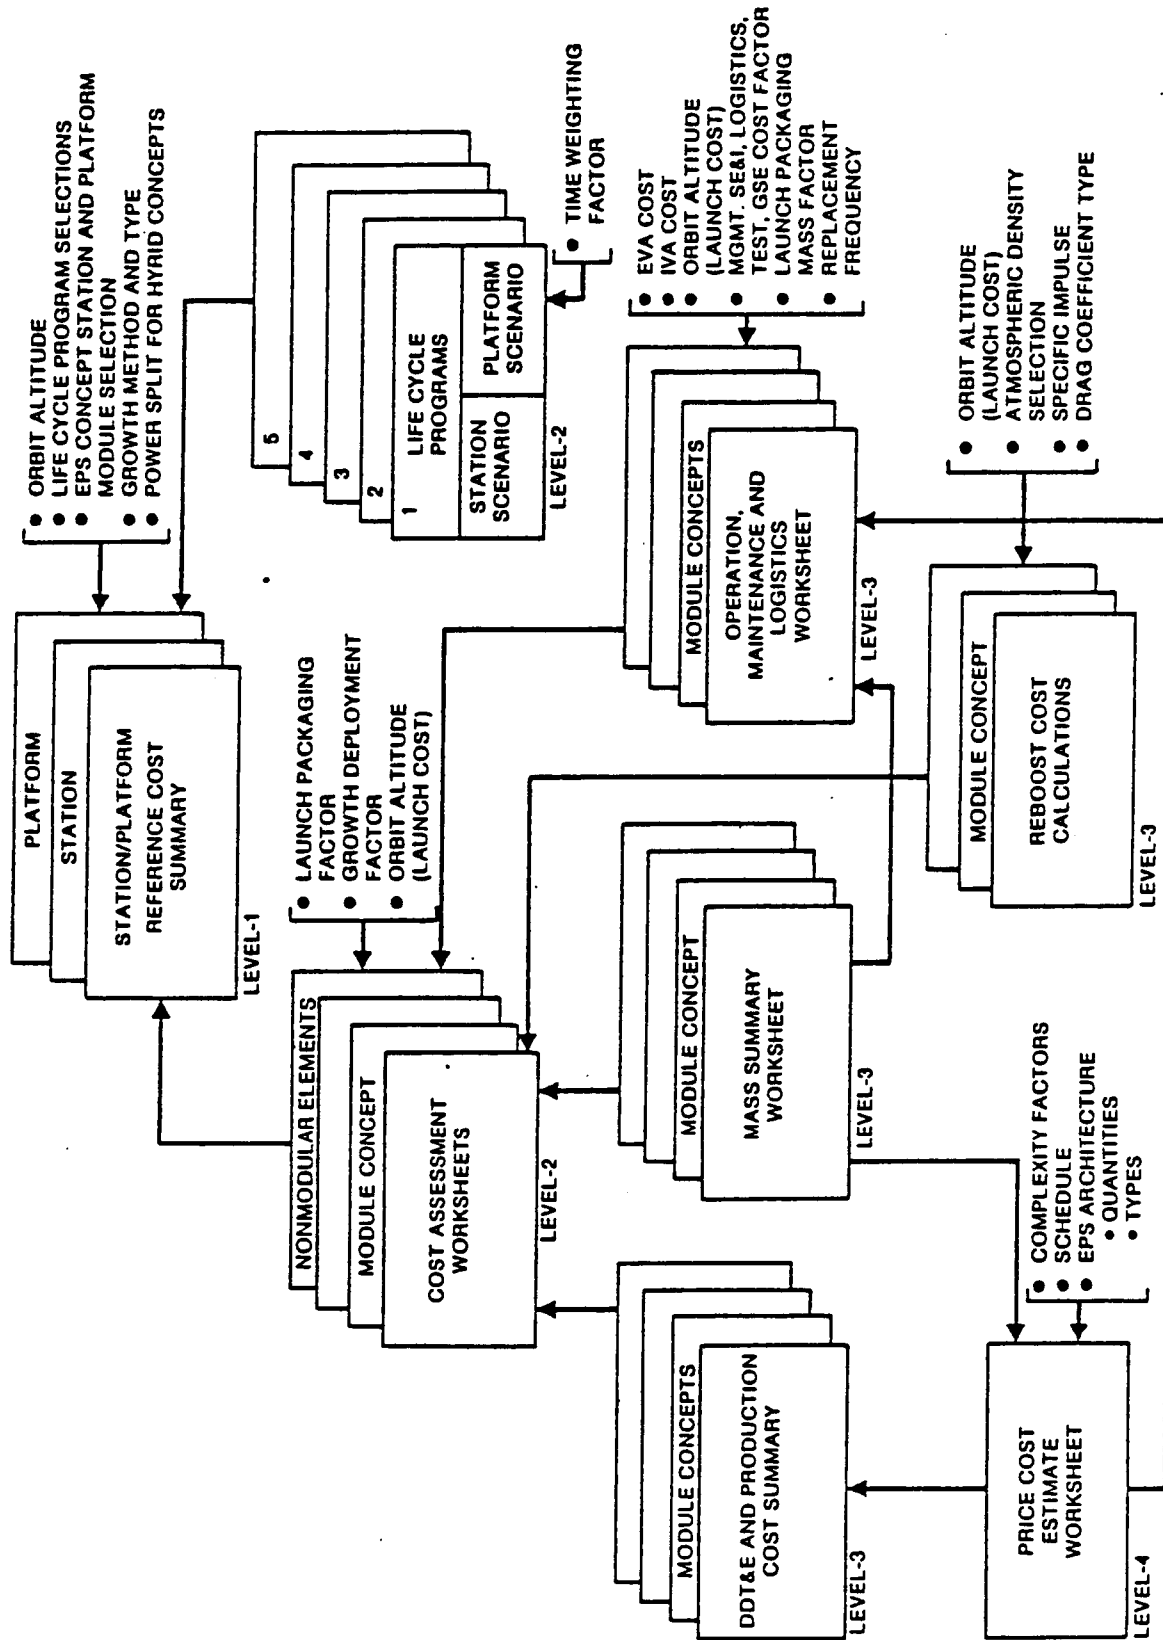 PLATFORM
STATION
STATION/PLATFORM
REFERENCE COST
SUMMARY
LEVEL-1
● ORBIT ALTITUDE
● LIFE CYCLE PROGRAM SELECTIONS
● EPS CONCEPT STATION AND PLATFORM
MODULE SELECTION
● GROWTH METHOD AND TYPE
● POWER SPLIT FOR HYRID CONCEPTS
5
4
3
2
1
LIFE CYCLE
PROGRAMS
STATION
SCENARIO
PLATFORM
SCENARIO
LEVEL-2
● TIME WEIGHTING
FACTOR
NONMODULAR ELEMENTS
MODULE CONCEPT
COST ASSESSMENT
WORKSHEETS
LEVEL-2
● LAUNCH PACKAGING
FACTOR
● GROWTH DEPLOYMENT
FACTOR
● ORBIT ALTITUDE
(LAUNCH COST)
MODULE CONCEPTS
DDT&E AND PRODUCTION
COST SUMMARY
LEVEL-3
MODULE CONCEPT
MASS SUMMARY
WORKSHEET
LEVEL-3
MODULE CONCEPTS
OPERATION,
MAINTENANCE AND
LOGISTICS
WORKSHEET
LEVEL-3
● EVA COST
● IVA COST
● ORBIT ALTITUDE
(LAUNCH COST)
● MGMT. SE&I, LOGISTICS,
TEST, GSE COST FACTOR
● LAUNCH PACKAGING
MASS FACTOR
● REPLACEMENT
FREQUENCY
PRICE COST
ESTIMATE
WORKSHEET
LEVEL-4
● COMPLEXITY FACTORS
● SCHEDULE
● EPS ARCHITECTURE
• QUANTITIES
• TYPES
MODULE CONCEPT
REBOOST COST
CALCULATIONS
LEVEL-3
● ORBIT ALTITUDE
(LAUNCH COST)
● ATMOSPHERIC DENSITY
SELECTION
● SPECIFIC IMPULSE
● DRAG COEFFICIENT TYPE